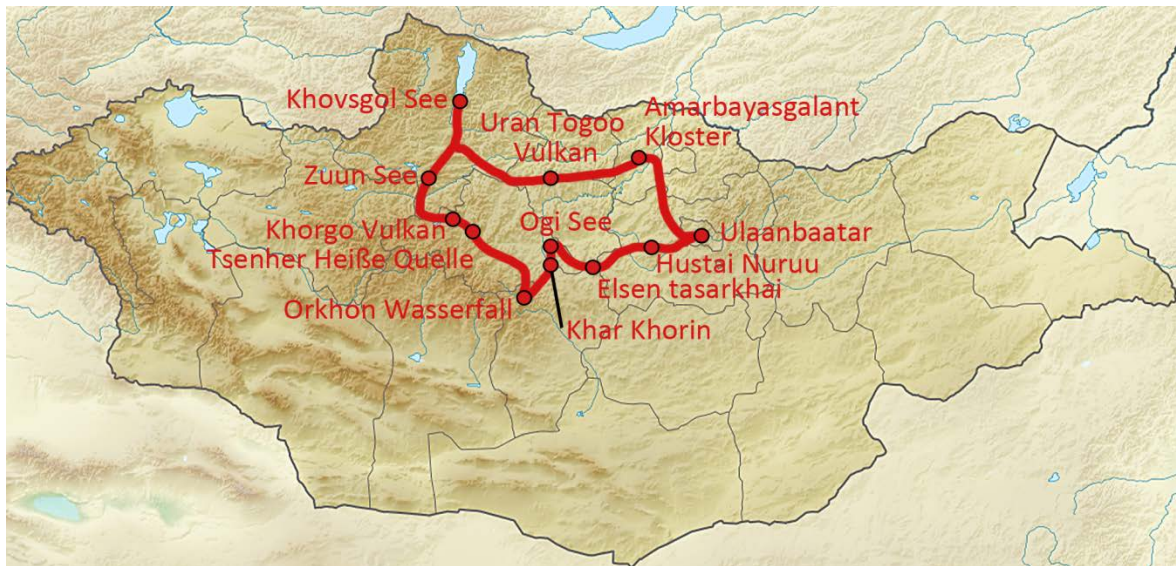 Khovsgol See
Amarbayasgalant
Kloster
Uran Togoo
Vulkan
Zuun See
Khorgo Vulkan
Ogi See
Ulaanbaatar
Tsenher Heiße Quelle
Hustai Nuruu
Elsen tasarkhai
Orkhon Wasserfall
Khar Khorin